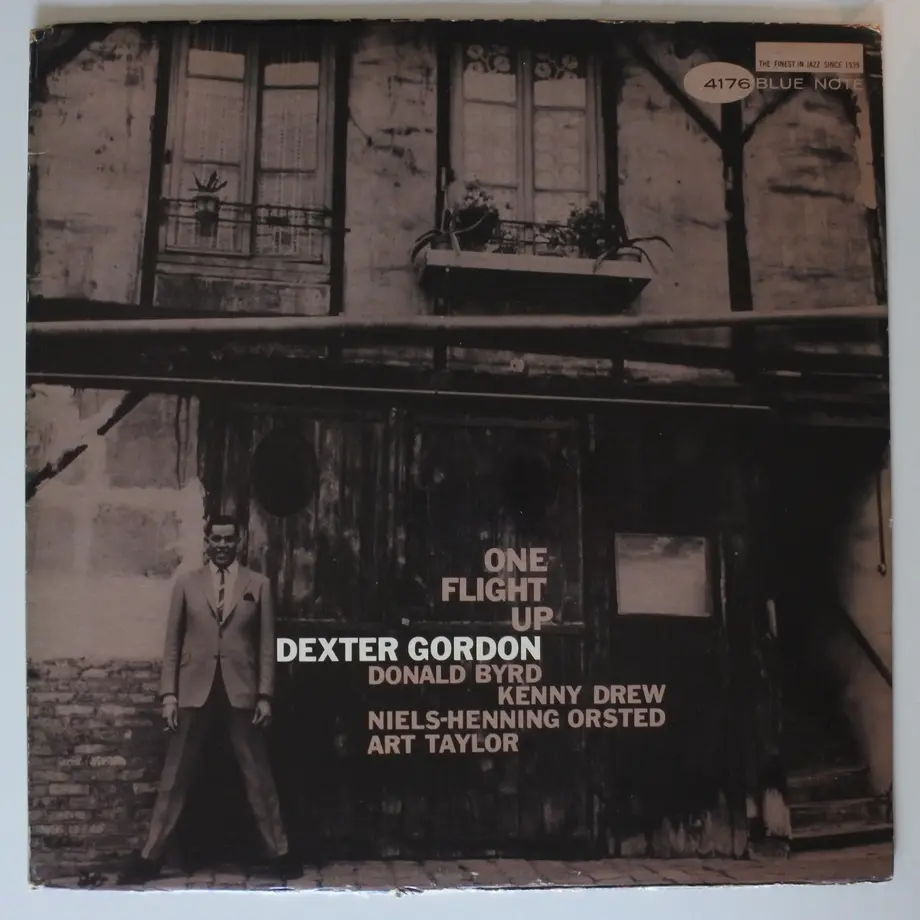 THE FINEST IN JAZZ SINCE 1939
4176 BLUE NOTE
ONE
FLIGHT
UP
DEXTER GORDON
DONALD BYRD
KENNY DREW
NIELS-HENNING ORSTED
ART TAYLOR